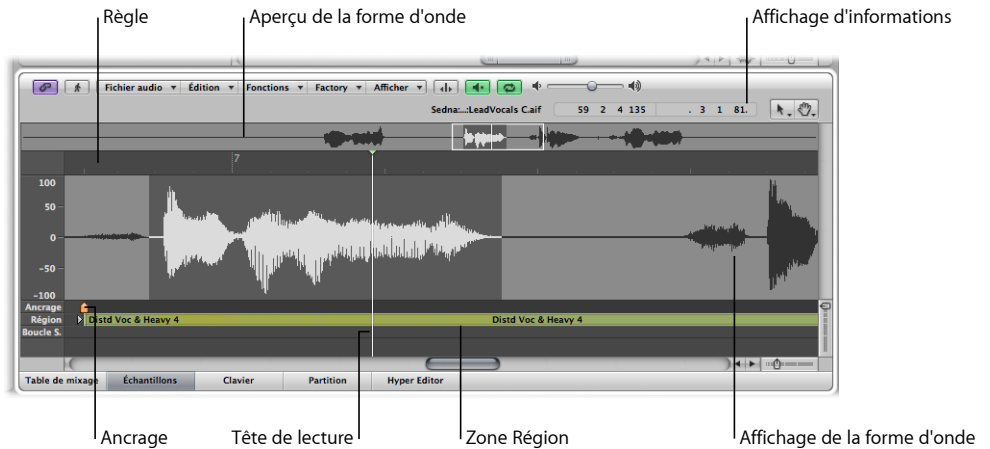 Règle
Aperçu de la forme d'onde
Affichage d'informations
Fichier audio
Édition
Fonctions
Factory
Afficher
Sedna:...:LeadVocals C.aif
59 2 4 135
. 3 1 81.
7
100
50
0
-50
-100
Ancrage
Région
Distd Voc & Heavy 4
Distd Voc & Heavy 4
Boucle S.
Table de mixage
Échantillons
Clavier
Partition
Hyper Editor
Ancrage
Tête de lecture
Zone Région
Affichage de la forme d'onde